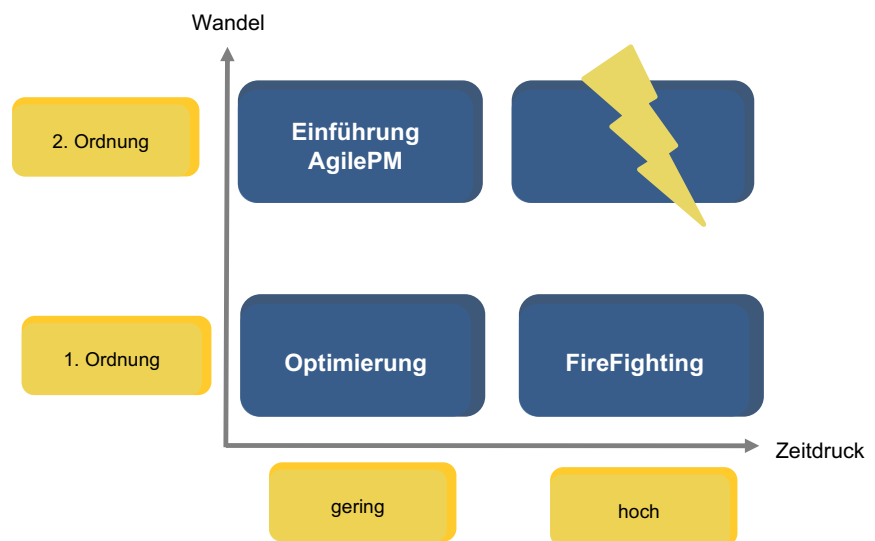 Wandel
2. Ordnung
Einführung
AgilePM
1. Ordnung
Optimierung
FireFighting
Zeitdruck
gering
hoch